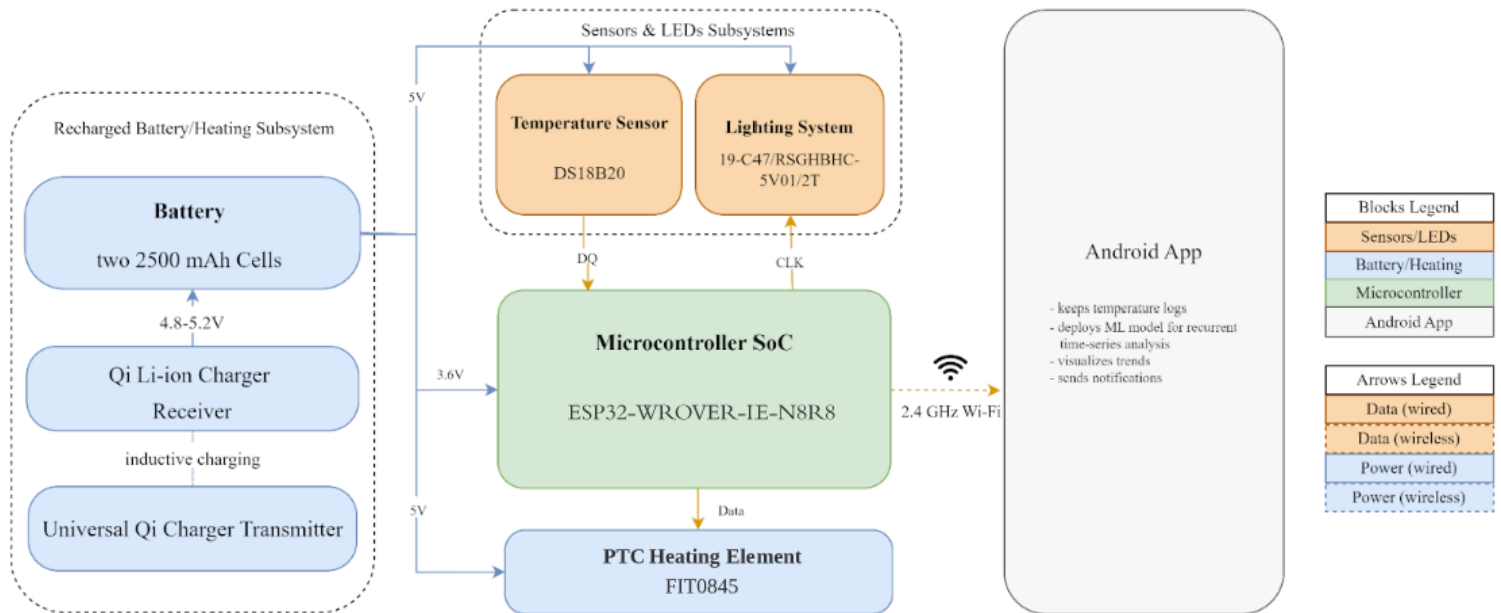 Sensors & LEDs Subsystems
5V
Temperature Sensor
DS18B20
Lighting System
19-C47/RSGHBHC-
5V01/2T
Recharged Battery/Heating Subsystem
Battery
two 2500 mAh Cells
4.8-5.2V
Qi Li-ion Charger
Receiver
inductive charging
Universal Qi Charger Transmitter
DQ
CLK
3.6V
Microcontroller SoC
ESP32-WROVER-IE-N8R8
2.4 GHz Wi-Fi
5V
Data
PTC Heating Element
FIT0845
Android App
- keeps temperature logs
- deploys ML model for recurrent
time-series analysis
- visualizes trends
- sends notifications
Blocks Legend
Sensors/LEDs
Battery/Heating
Microcontroller
Android App
Arrows Legend
Data (wired)
Data (wireless)
Power (wired)
Power (wireless)